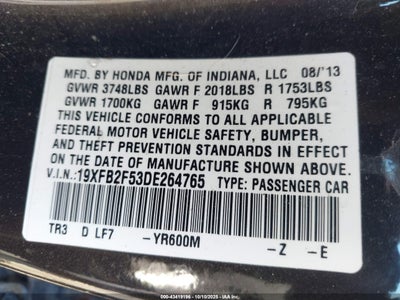 MFD. BY HONDA MFG. OF INDIANA, LLC 08/'13
GVWR 3748LBS GAWR F 2018LBS R 1753LBS
GVWR 1700KG GAWR F 915KG R 795KG
THIS VEHICLE CONFORMS TO ALL APPLICABLE
FEDERAL MOTOR VEHICLE SAFETY, BUMPER,
AND THEFT PREVENTION STANDARDS IN EFFECT
ON THE DATE OF MANUFACTURE SHOWN ABOVE.
V.I.N.:19XFB2F53DE264765 TYPE: PASSENGER CAR
TR3 D LF7 -YR600M -Z -E
000-43419196 - 10/10/2025 - IAAI.COM